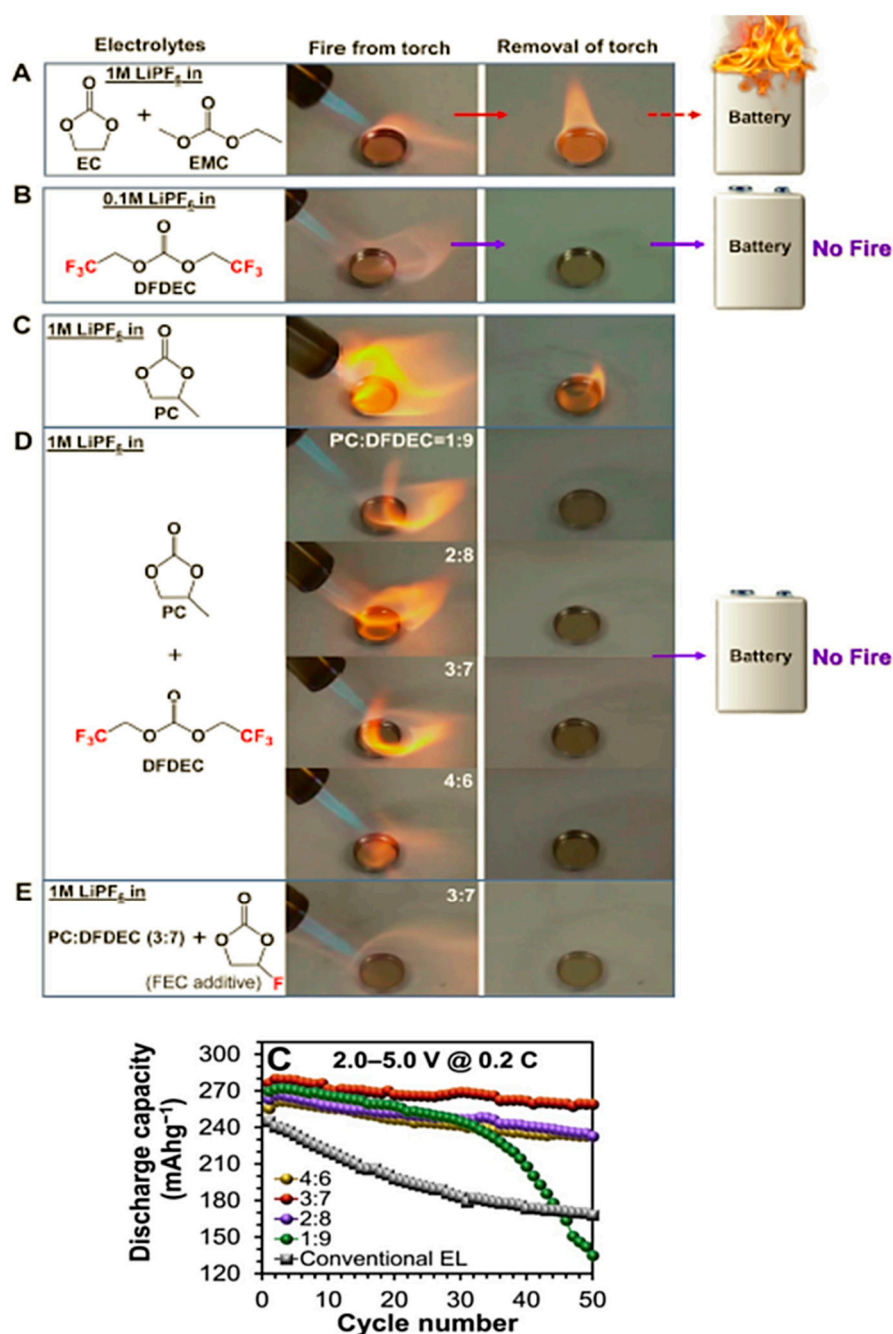 Electrolytes
Fire from torch
Removal of torch
A
1M LiPF6 in
O
O
O
+
O
O
O
EC
EMC
Battery
B
0.1M LiPF6 in
O
F3C
O
O
CF3
DFDEC
Battery
No Fire
C
1M LiPF6 in
O
O
O
PC
D
1M LiPF6 in
PC:DFDEC=1:9
2:8
O
O
O
PC
+
3:7
Battery
No Fire
O
F3C
O
O
CF3
DFDEC
4:6
E
1M LiPF6 in
3:7
O
PC:DFDEC (3:7) +
O
O
(FEC additive)
F
C
2.0–5.0 V @ 0.2 C
Discharge capacity
(mAhg⁻¹)
300
270
240
210
180
150
120
4:6
3:7
2:8
1:9
Conventional EL
0
10
20
30
40
50
Cycle number